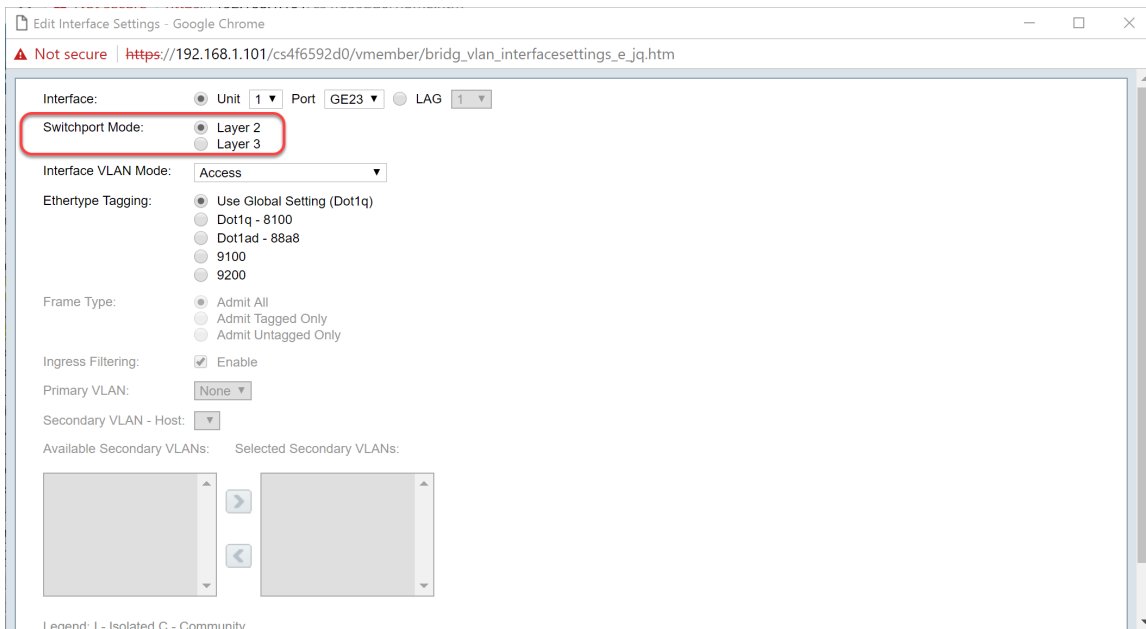 Edit Interface Settings - Google Chrome
Not secure | https://192.168.1.101/cs4f6592d0/vmember/bridg_vlan_interfacesettings_e_jq.htm
Interface: Unit 1 Port GE23 LAG 1
Switchport Mode: Layer 2
Layer 3
Interface VLAN Mode: Access
Ethertype Tagging: Use Global Setting (Dot1q)
Dot1q - 8100
Dot1ad - 88a8
9100
9200
Frame Type: Admit All
Admit Tagged Only
Admit Untagged Only
Ingress Filtering: Enable
Primary VLAN: None
Secondary VLAN - Host:
Available Secondary VLANs: Selected Secondary VLANs:
Legend: I - Isolated C - Community